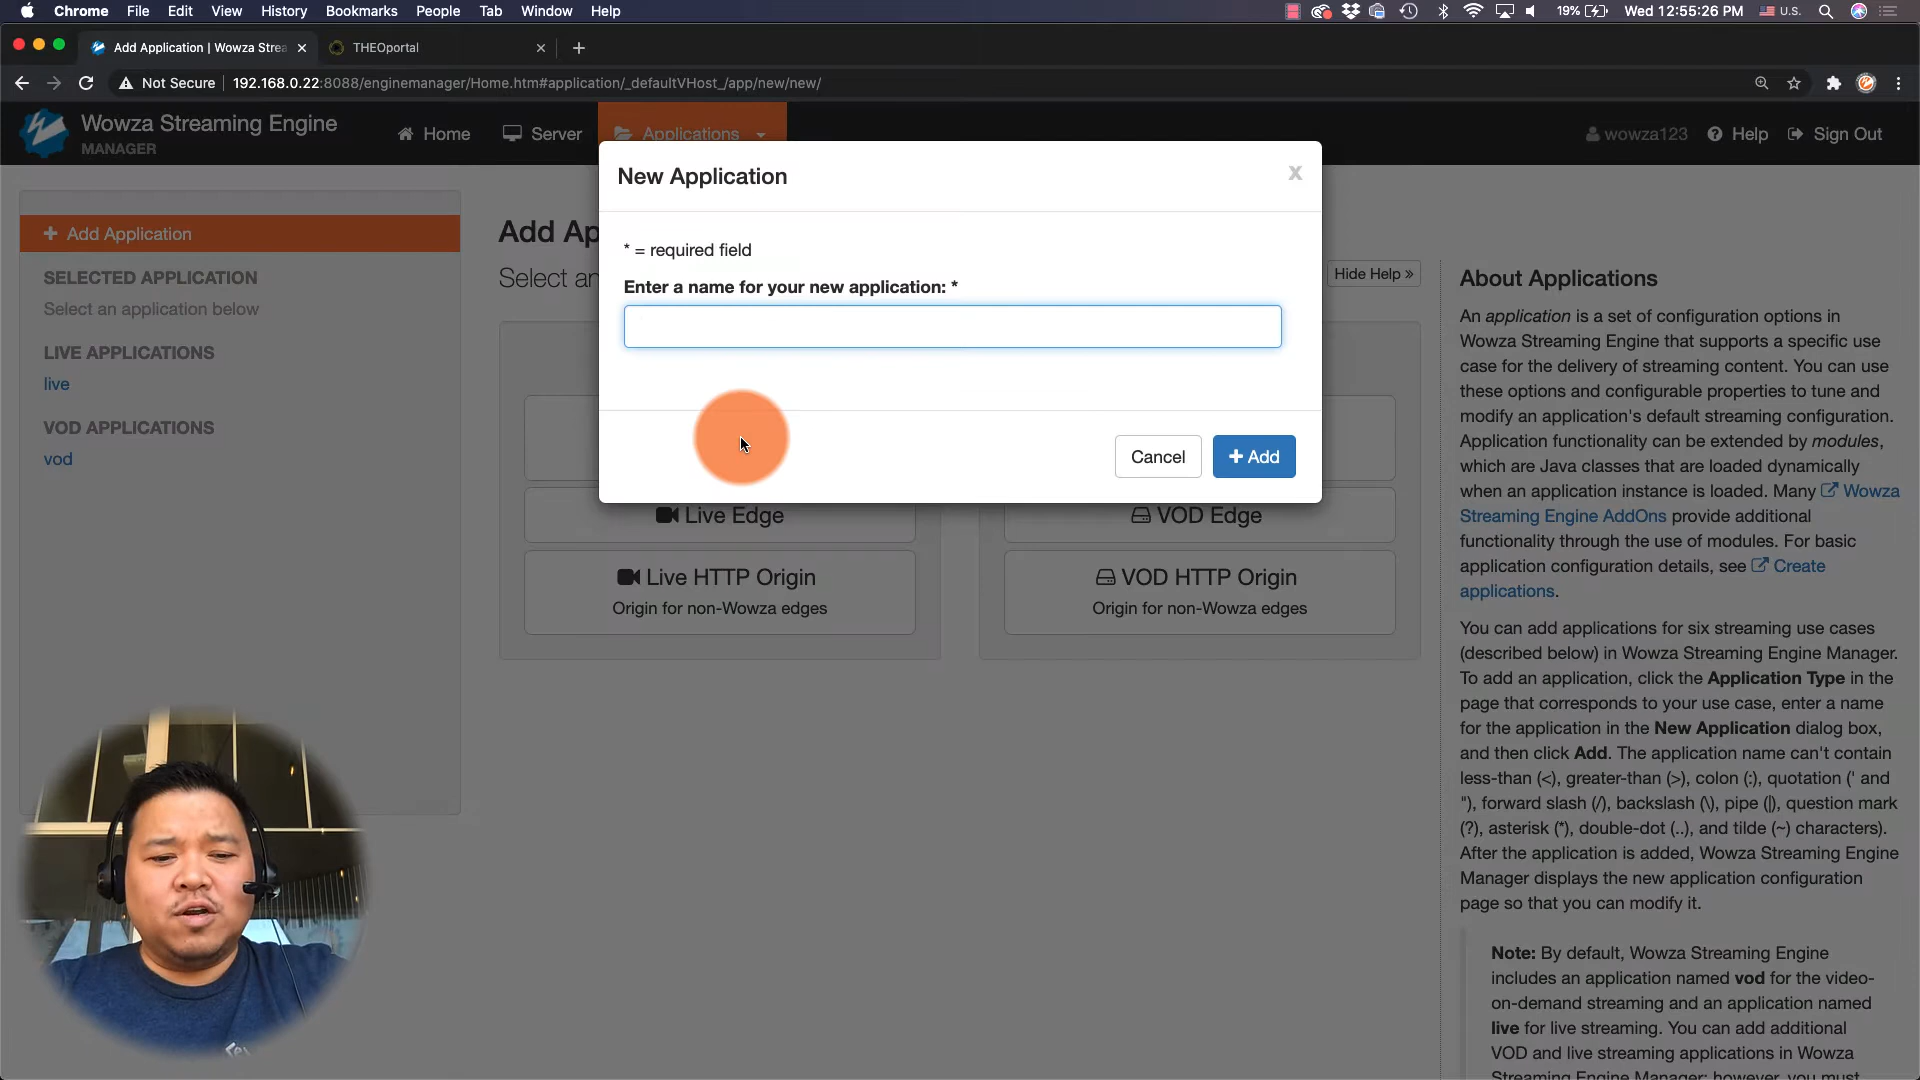 Chrome File Edit View History Bookmarks People Tab Window Help
19% Wed 12:55:26 PM U.S.
Add Application | Wowza Strea
THEOportal
Not Secure 192.168.0.22:8088/enginemanager/Home.htm#application/_defaultVHost_/app/new/new/
Wowza Streaming Engine
MANAGER
Home
Server
Applications
wowza123
Help
Sign Out
Add Application
SELECTED APPLICATION
Select an application below
LIVE APPLICATIONS
live
VOD APPLICATIONS
vod
Add Ap
Select an
Hide Help »
New Application
X
* = required field
Enter a name for your new application: *
Cancel
+ Add
Live Edge
Live HTTP Origin
Origin for non-Wowza edges
VOD Edge
VOD HTTP Origin
Origin for non-Wowza edges
About Applications
An application is a set of configuration options in
Wowza Streaming Engine that supports a specific use
case for the delivery of streaming content. You can use
these options and configurable properties to tune and
modify an application's default streaming configuration.
Application functionality can be extended by modules,
which are Java classes that are loaded dynamically
when an application instance is loaded. Many Wowza
Streaming Engine AddOns provide additional
functionality through the use of modules. For basic
application configuration details, see Create
applications.
You can add applications for six streaming use cases
(described below) in Wowza Streaming Engine Manager.
To add an application, click the Application Type in the
page that corresponds to your use case, enter a name
for the application in the New Application dialog box,
and then click Add. The application name can't contain
less-than (<), greater-than (>), colon (:), quotation (' and
"), forward slash (/), backslash (\), pipe (|), question mark
(?), asterisk (*), double-dot (..), and tilde (~) characters).
After the application is added, Wowza Streaming Engine
Manager displays the new application configuration
page so that you can modify it.
Note: By default, Wowza Streaming Engine
includes an application named vod for the video-
on-demand streaming and an application named
live for live streaming. You can add additional
VOD and live streaming applications in Wowza
Streaming Engine Manager; however, you must